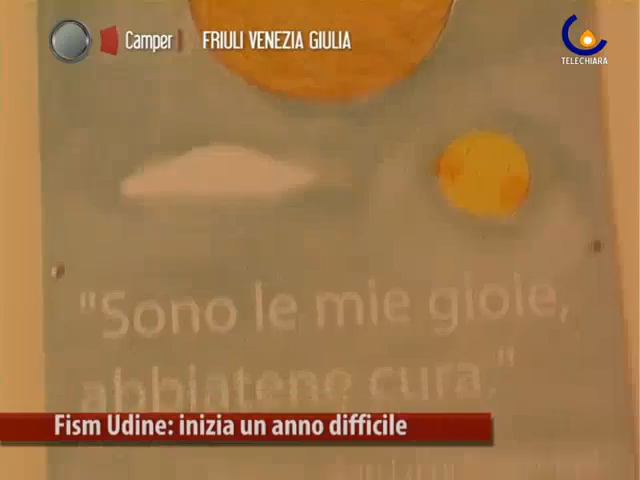 Camper
FRIULI VENEZIA GIULIA
TELECHIARA
"Sono le mie gioie,
abbiatene cura."
Fism Udine: inizia un anno difficile